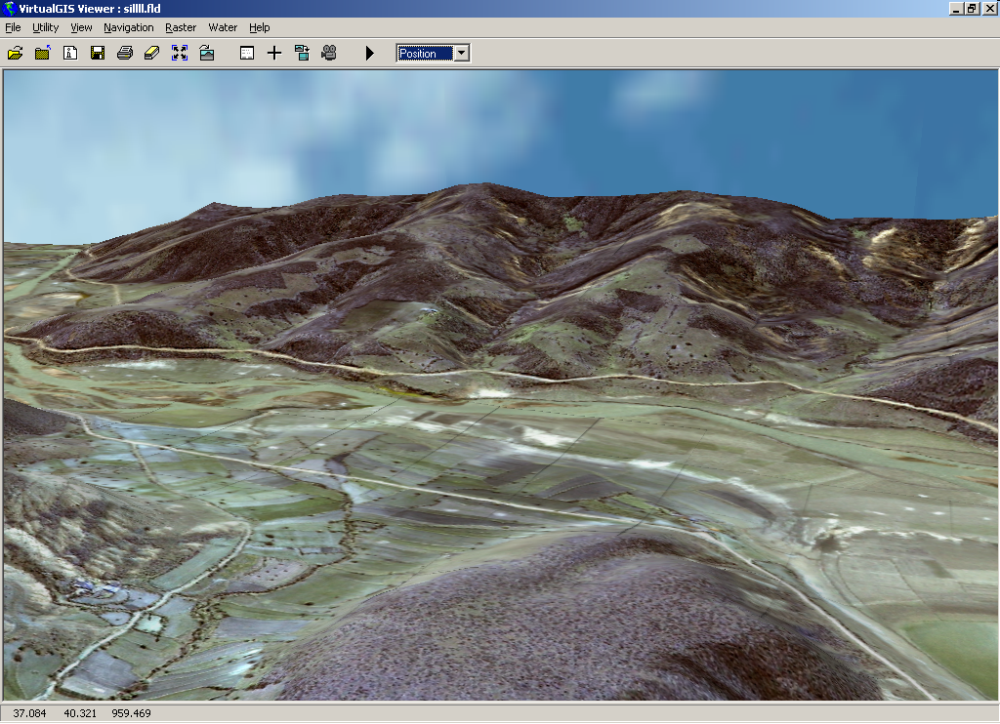 VirtualGIS Viewer : sillll.fld
File Utility View Navigation Raster Water Help
Position
37.084 40.321 959.469